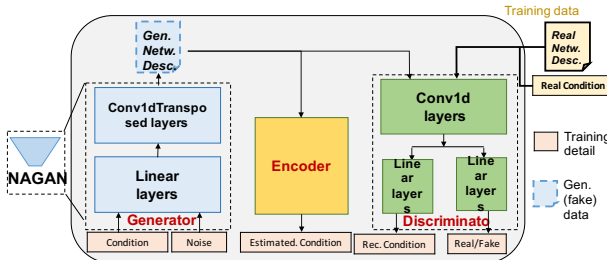 Training data
Gen.
Netw.
Desc.
Real
Netw.
Desc.
Real Condition
Conv1dTranspo
sed layers
Linear
layers
Generator
NAGAN
Condition
Noise
Encoder
Estimated. Condition
Conv1d
layers
Line
ar
layer
s
Line
ar
layer
s
Discriminato
Rec. Condition
Real/Fake
Training
detail
Gen.
(fake)
data